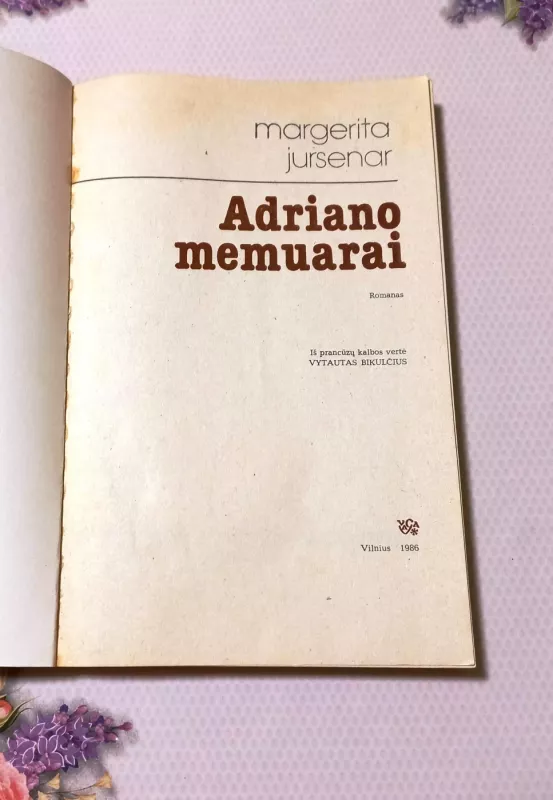 margerita
jursenar
Adriano
memuarai
Romanas
Iš prancūzų kalbos vertė
VYTAUTAS BIKULČIUS
Vilnius 1986